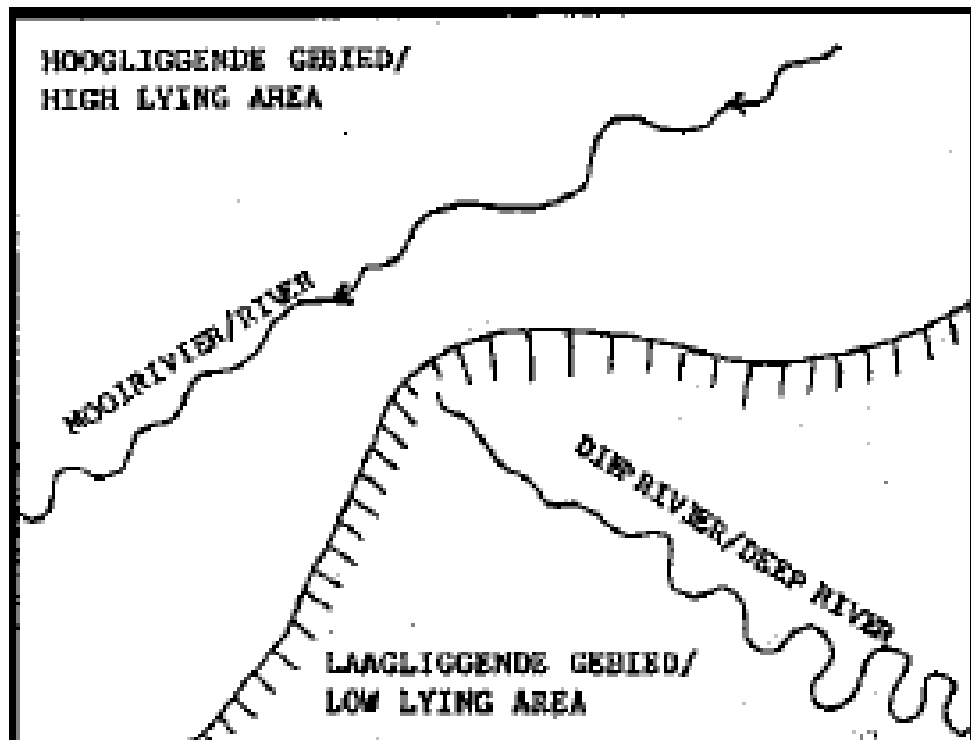 HOOGLIGGENDE GEBIED/
HIGH LYING AREA
MOOIRIVIER/RIVER
DIEPRIVIER/DEEP RIVER
LAAGLIGGENDE GEBIED/
LOW LYING AREA